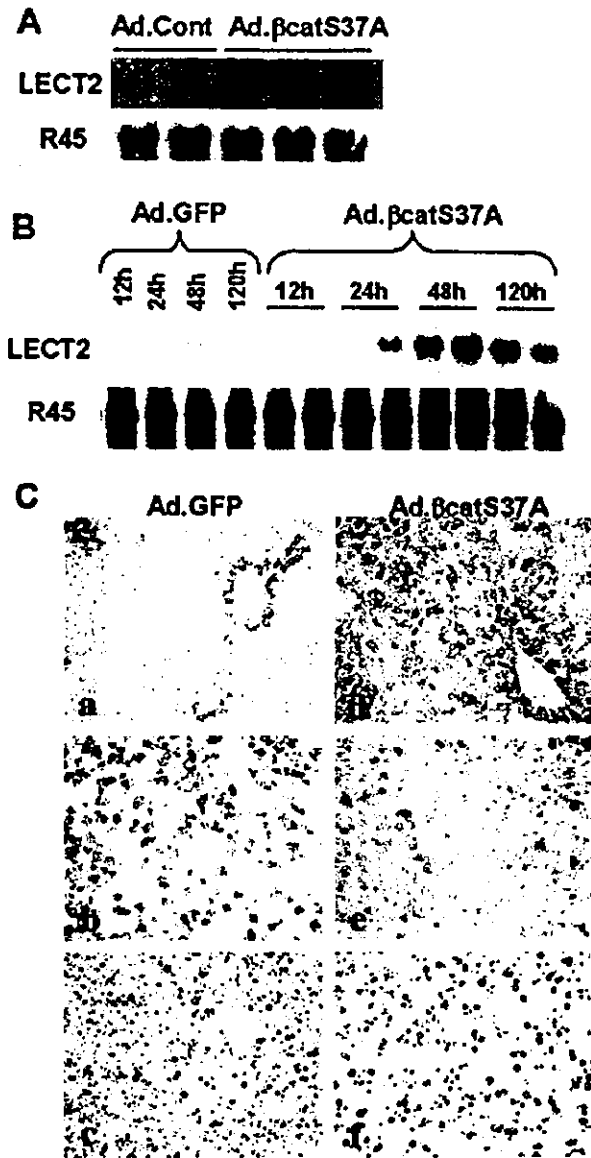 A
Ad.Cont Ad.βcatS37A
LECT2
R45
B
Ad.GFP Ad.βcatS37A
12h 24h 48h 120h 12h 24h 48h 120h
LECT2
R45
C
Ad.GFP Ad.βcatS37A
a
b e
c f